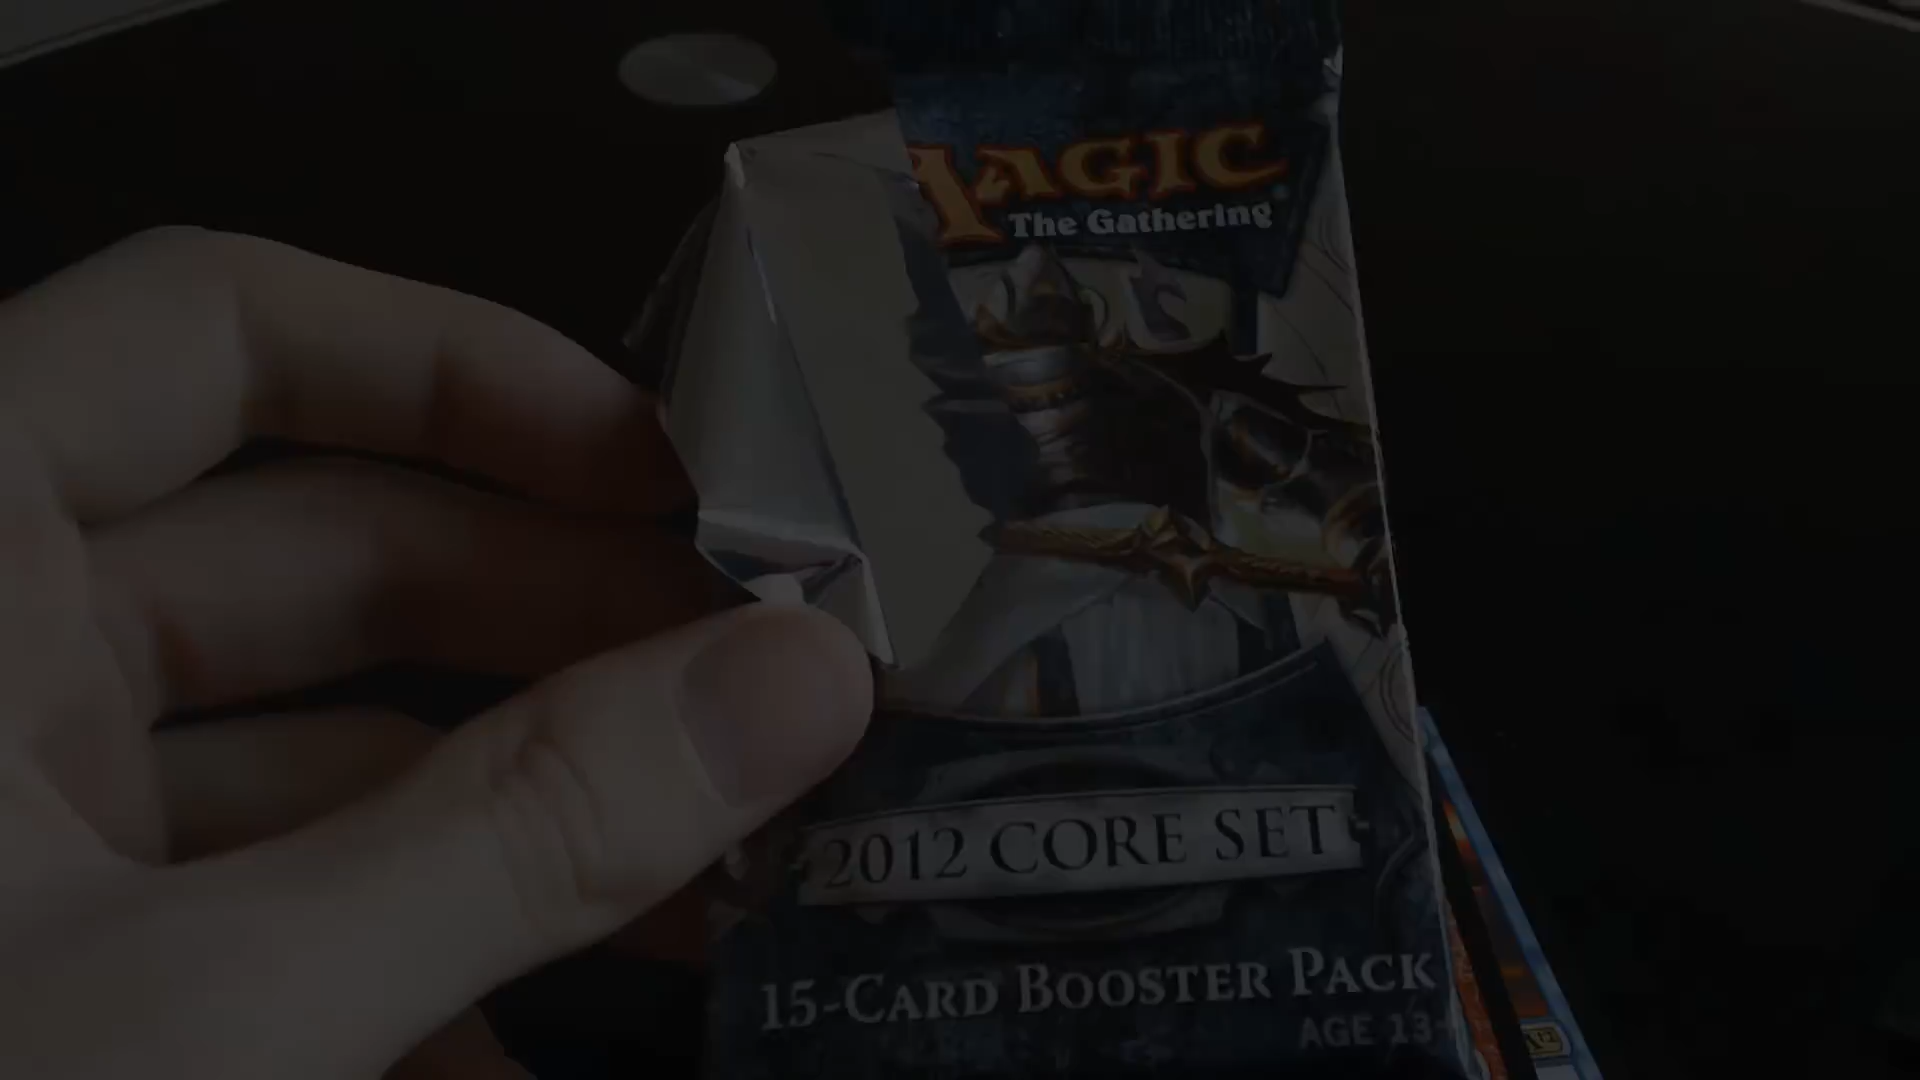 MAGIC
The Gathering
2012 CORE SET
15-CARD BOOSTER PACK
AGE 13